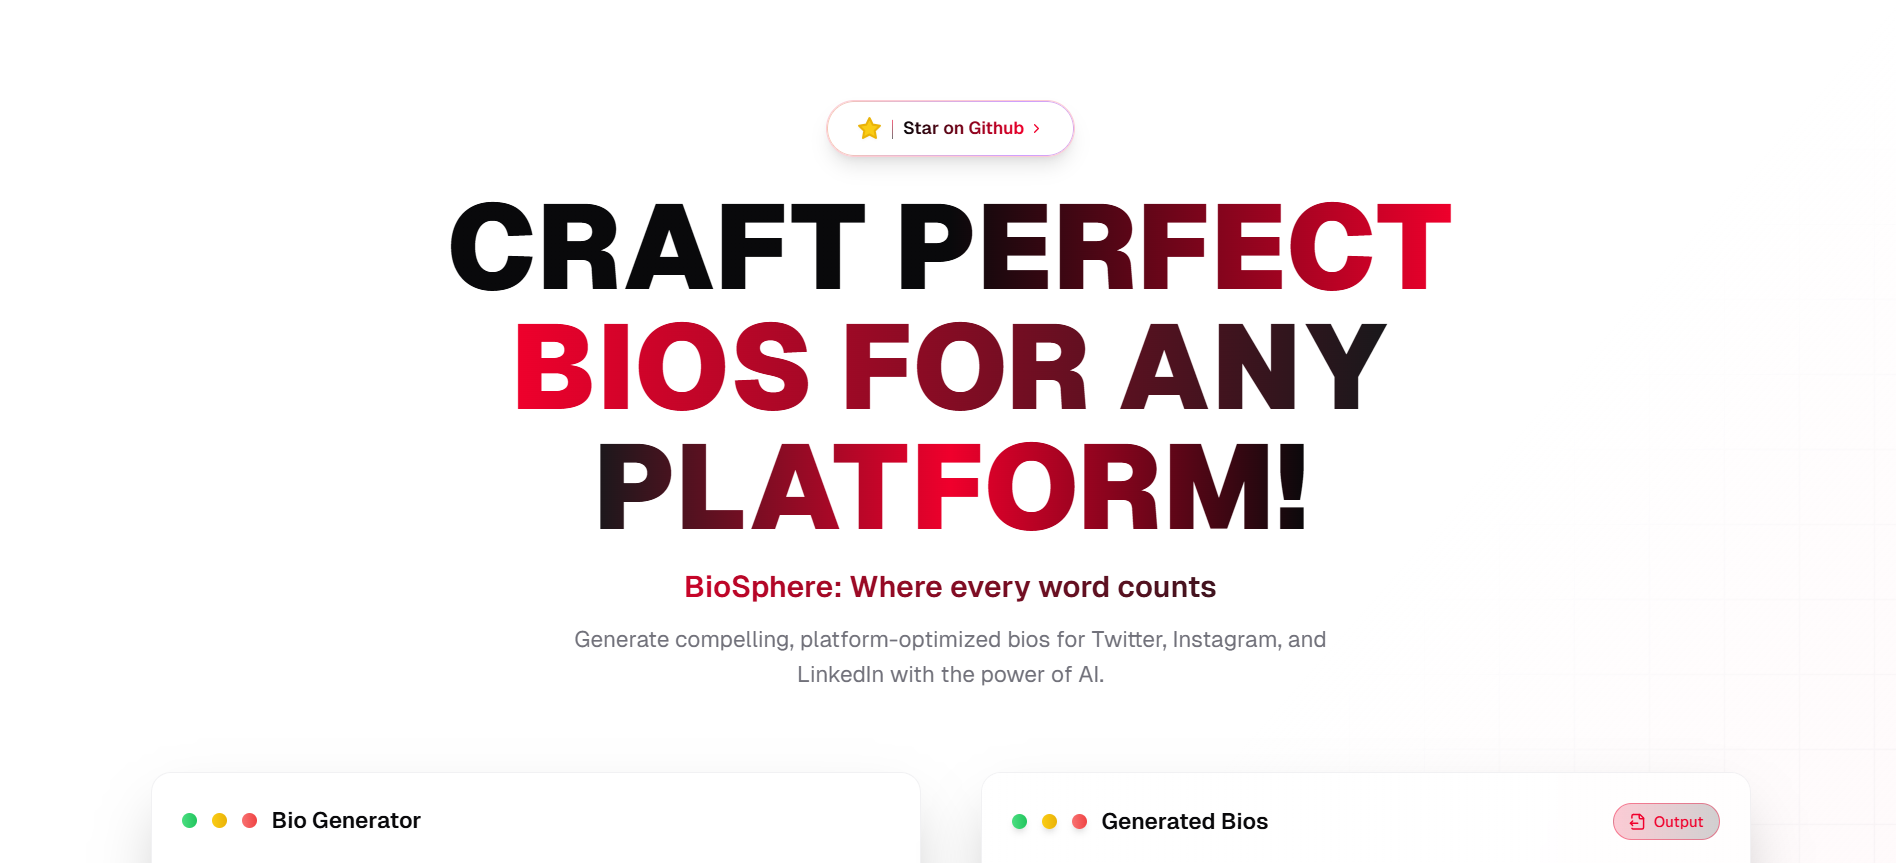 Star on Github
CRAFT PERFECT
BIOS FOR ANY
PLATFORM!
BioSphere: Where every word counts
Generate compelling, platform-optimized bios for Twitter, Instagram, and
LinkedIn with the power of AI.
Bio Generator
Generated Bios
Output